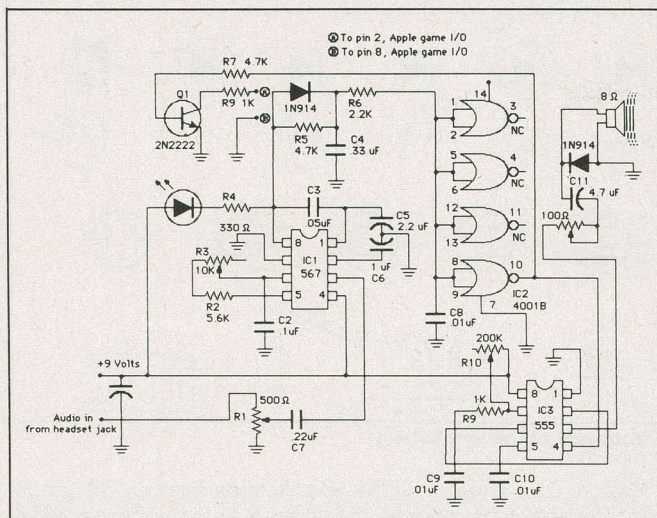 Ⓐ To pin 2, Apple game I/O
Ⓑ To pin 8, Apple game I/O
R7 4.7K
Q1
R9 1K
Ⓐ
Ⓑ
2N2222
1N914
R6
2.2K
R5
4.7K
C4
.33 uF
14
1
2
3
NC
5
6
4
NC
12
13
11
NC
8
9
10
7
IC2
4001B
8 Ω
1N914
C11
4.7 uF
100Ω
R4
C3
.05uF
C5
2.2 uF
330Ω
8 1
IC1
567
5 4
1 uF
C6
R3
10K
R2
5.6K
C2
.1uF
C8
.01uF
200K
R10
+9 Volts
500Ω
R1
Audio in
from headset jack
.22uF
C7
1K
R9
8 1
IC3
555
5 4
C9
.01uF
C10
.01uF